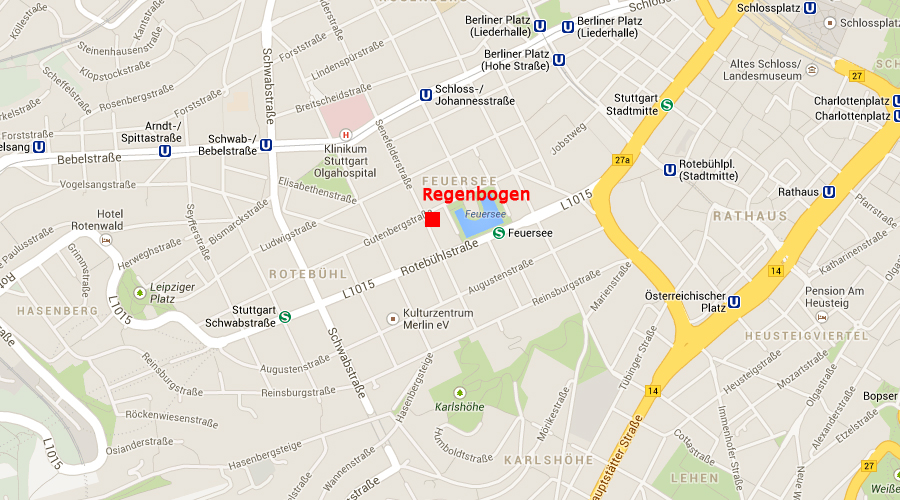 ROSENBERG
Berliner Platz
(Liederhalle)
Berliner Platz
(Liederhalle)
Schlossplatz
Schlossplatz
Köllestraße
Steinenhausenstraße
Forststraße
Klopstockstraße
Lindenspürstraße
Berliner Platz
(Hohe Straße)
Altes Schloss/
Landesmuseum
27
Rosenbergstraße
Schwabstraße
Breitscheidstraße
Schloss-/
Johannesstraße
Stuttgart
Stadtmitte
Charlottenplatz
Charlottenplatz
Forststraße
Arndt-/
Spittastraße
Schwab-/
Bebelstraße
Bebelstraße
H
Klinikum
Stuttgart
Olgahospital
Senefelderstraße
Jobstweg
27a
Rotebühlpl.
(Stadtmitte)
Vogelsangstraße
Elisabethenstraße
FEUERSEE
Regenbogen
Feuersee
L1015
Rathaus
RATHAUS
Pfarrstraße
Hotel
Rotenwald
Seyfferstraße
Ludwigstraße
Gutenbergstraße
S Feuersee
Paulusstraße
Herweghstraße
Grimmstraße
ROTEBÜHL
L1015
Rotebühlstraße
Augustenstraße
Reinsburgstraße
Marienstraße
14
Katharinenstraße
Leipziger
Platz
HASENBERG
L1015
Stuttgart
Schwabstraße
Kulturzentrum
Merlin eV
Österreichischer
Platz
Pension Am
Heusteig
HEUSTEIGVIERTEL
Schwabstraße
Augustenstraße
Reinsburgstraße
Reinsburgstraße
Hasenbergsteige
Karlshöhe
Tübinger Straße
14
Heusteigstraße
Mozartstraße
Olgastraße
Bopser
Röckenwiesenstraße
Osianderstraße
Hasenbergsteige
Wannenstraße
Humboldtstraße
Mörikestraße
KARLSHÖHE
Hauptstätter Straße
Cottastraße
Immenhofer Straße
Alexanderstraße
Etzelstraße
LEHEN
27
L1015